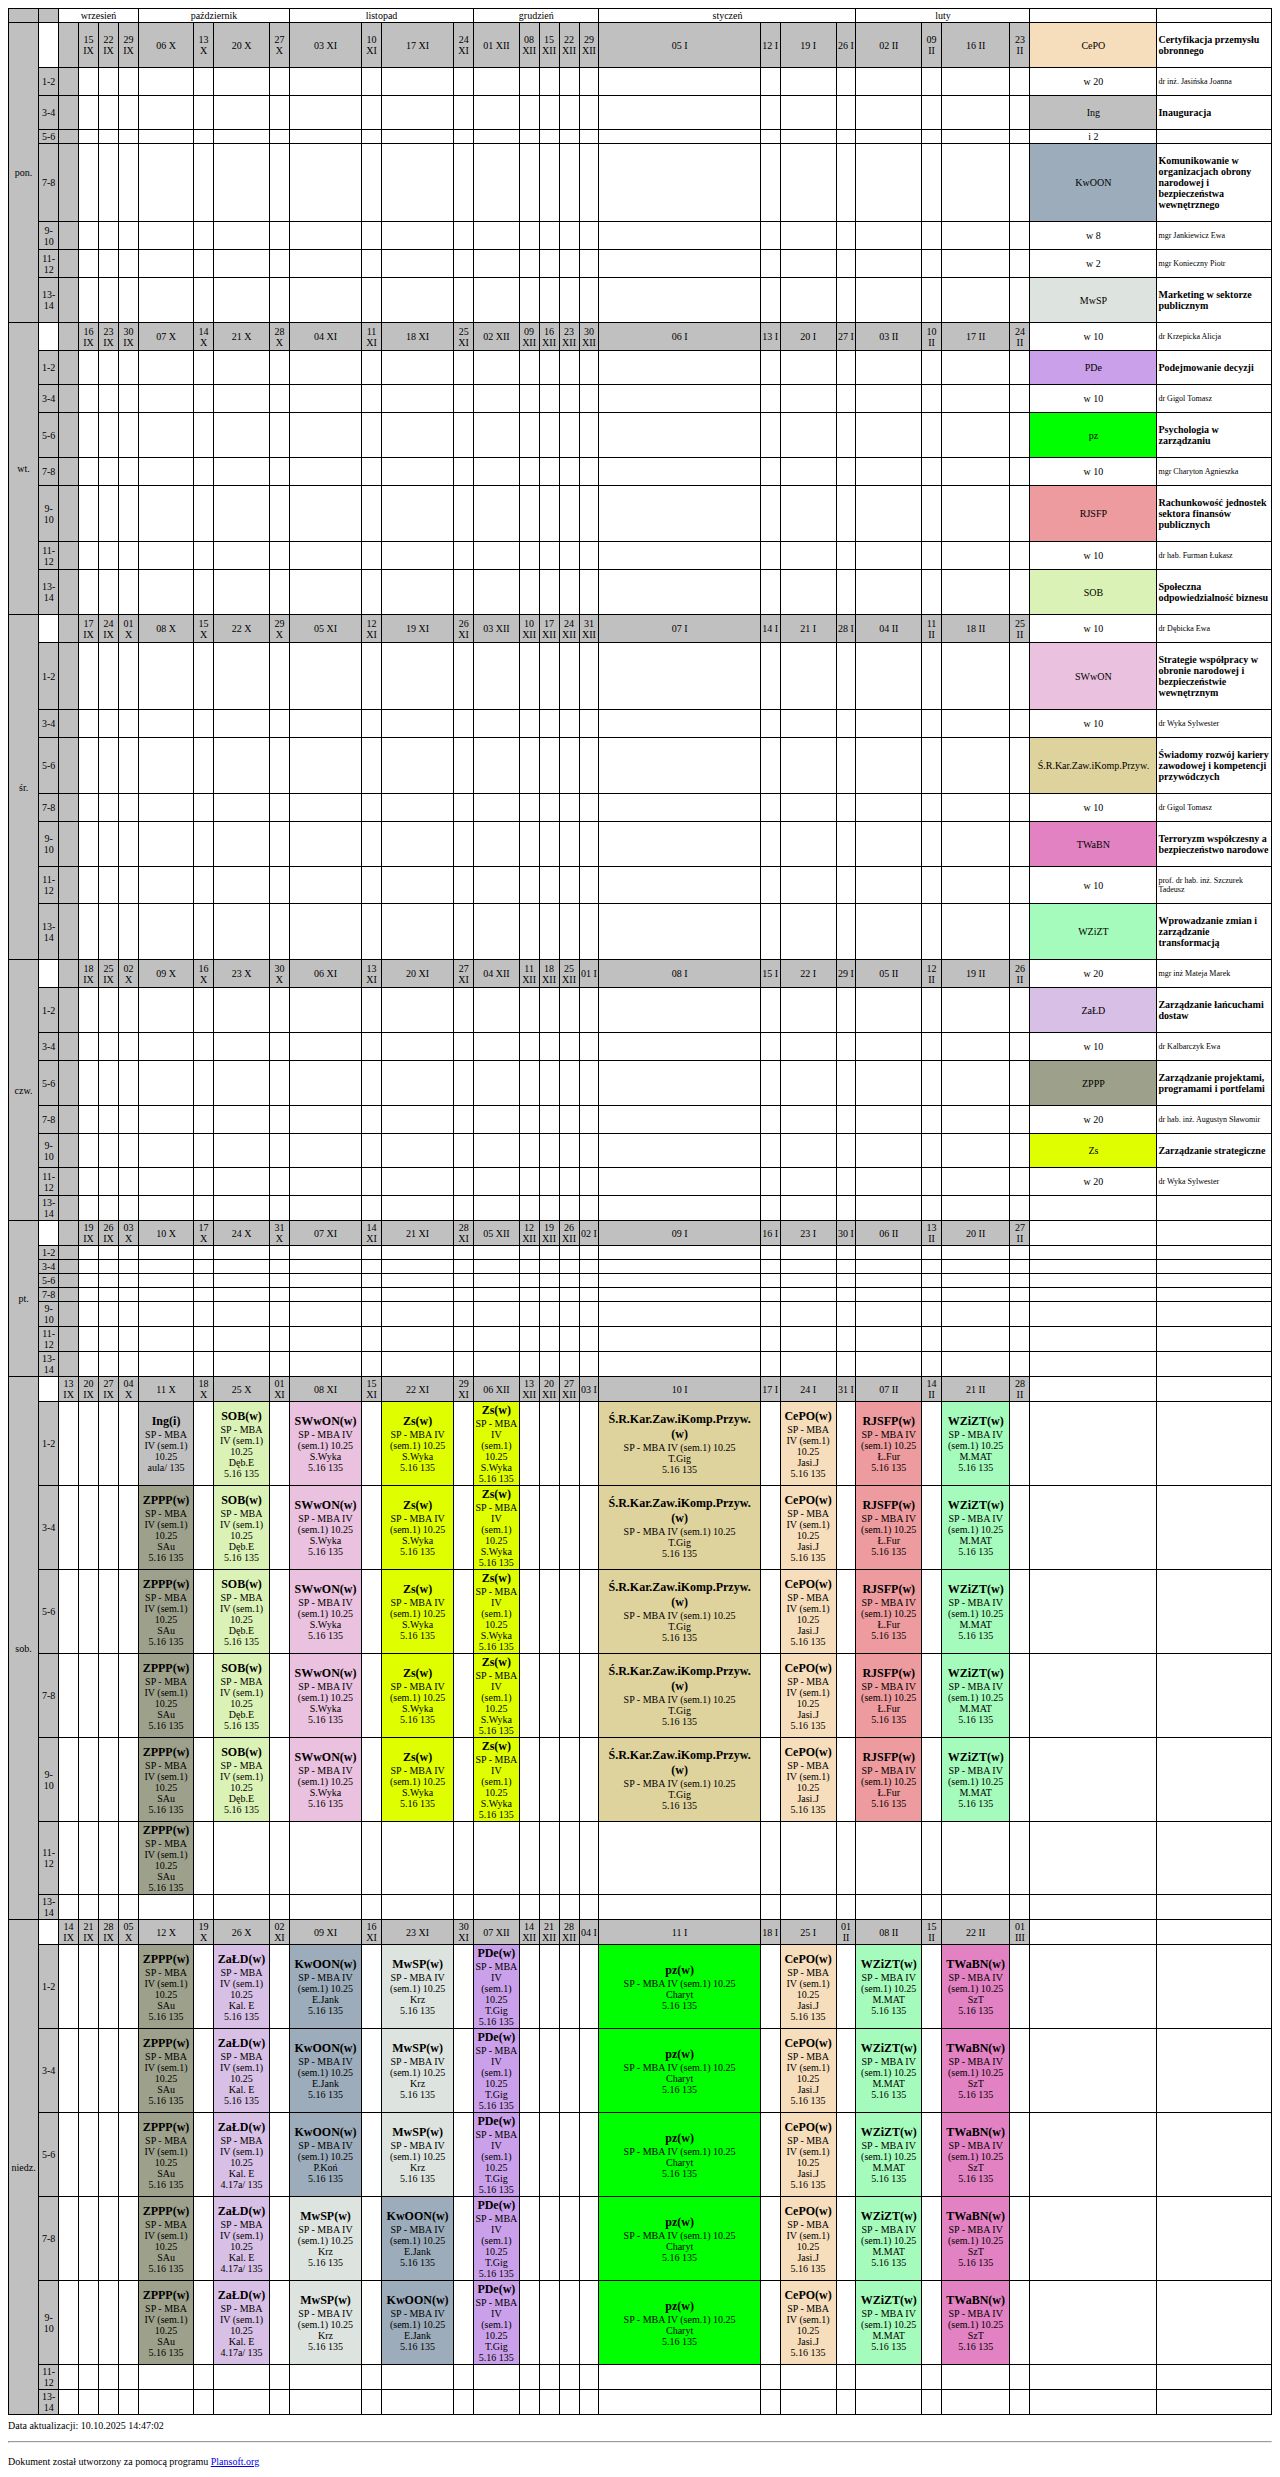 wrzesień październik listopad grudzień styczeń luty
pon. 15 IX 22 IX 29 IX 06 X 13 X 20 X 27 X 03 XI 10 XI 17 XI 24 XI 01 XII 08 XII 15 XII 22 XII 29 XII 05 I 12 I 19 I 26 I 02 II 09 II 16 II 23 II CePO Certyfikacja przemysłu obronnego
1-2 w 20 dr inż. Jasińska Joanna
3-4 Ing Inauguracja
5-6 i 2
7-8 KwOON Komunikowanie w organizacjach obrony narodowej i bezpieczeństwa wewnętrznego
9-10 w 8 mgr Jankiewicz Ewa
11-12 w 2 mgr Konieczny Piotr
13-14 MwSP Marketing w sektorze publicznym
wt. 16 IX 23 IX 30 IX 07 X 14 X 21 X 28 X 04 XI 11 XI 18 XI 25 XI 02 XII 09 XII 16 XII 23 XII 30 XII 06 I 13 I 20 I 27 I 03 II 10 II 17 II 24 II w 10 dr Krzepicka Alicja
1-2 PDe Podejmowanie decyzji
3-4 w 10 dr Gigol Tomasz
5-6 pz Psychologia w zarządzaniu
7-8 w 10 mgr Charyton Agnieszka
9-10 RJSFP Rachunkowość jednostek sektora finansów publicznych
11-12 w 10 dr hab. Furman Łukasz
13-14 SOB Społeczna odpowiedzialność biznesu
śr. 17 IX 24 IX 01 X 08 X 15 X 22 X 29 X 05 XI 12 XI 19 XI 26 XI 03 XII 10 XII 17 XII 24 XII 31 XII 07 I 14 I 21 I 28 I 04 II 11 II 18 II 25 II w 10 dr Dębicka Ewa
1-2 SWwON Strategie współpracy w obronie narodowej i bezpieczeństwie wewnętrznym
3-4 w 10 dr Wyka Sylwester
5-6 Ś.R.Kar.Zaw.iKomp.Przyw. Świadomy rozwój kariery zawodowej i kompetencji przywódczych
7-8 w 10 dr Gigol Tomasz
9-10 TWaBN Terroryzm współczesny a bezpieczeństwo narodowe
11-12 w 10 prof. dr hab. inż. Szczurek Tadeusz
13-14 WZiZT Wprowadzanie zmian i zarządzanie transformacją
czw. 18 IX 25 IX 02 X 09 X 16 X 23 X 30 X 06 XI 13 XI 20 XI 27 XI 04 XII 11 XII 18 XII 25 XII 01 I 08 I 15 I 22 I 29 I 05 II 12 II 19 II 26 II w 20 mgr inż Mateja Marek
1-2 ZaŁD Zarządzanie łańcuchami dostaw
3-4 w 10 dr Kalbarczyk Ewa
5-6 ZPPP Zarządzanie projektami, programami i portfelami
7-8 w 20 dr hab. inż. Augustyn Sławomir
9-10 Zs Zarządzanie strategiczne
11-12 w 20 dr Wyka Sylwester
13-14
pt. 19 IX 26 IX 03 X 10 X 17 X 24 X 31 X 07 XI 14 XI 21 XI 28 XI 05 XII 12 XII 19 XII 26 XII 02 I 09 I 16 I 23 I 30 I 06 II 13 II 20 II 27 II
1-2
3-4
5-6
7-8
9-10
11-12
13-14
sob. 13 IX 20 IX 27 IX 04 X 11 X 18 X 25 X 01 XI 08 XI 15 XI 22 XI 29 XI 06 XII 13 XII 20 XII 27 XII 03 I 10 I 17 I 24 I 31 I 07 II 14 II 21 II 28 II
1-2 Ing(i) SP - MBA IV (sem.1) 10.25 aula/ 135 SOB(w) SP - MBA IV (sem.1) 10.25 Dęb.E 5.16 135 SWwON(w) SP - MBA IV (sem.1) 10.25 S.Wyka 5.16 135 Zs(w) SP - MBA IV (sem.1) 10.25 S.Wyka 5.16 135 Zs(w) SP - MBA IV (sem.1) 10.25 S.Wyka 5.16 135 Ś.R.Kar.Zaw.iKomp.Przyw.(w) SP - MBA IV (sem.1) 10.25 T.Gig 5.16 135 CePO(w) SP - MBA IV (sem.1) 10.25 Jasi.J 5.16 135 RJSFP(w) SP - MBA IV (sem.1) 10.25 Ł.Fur 5.16 135 WZiZT(w) SP - MBA IV (sem.1) 10.25 M.MAT 5.16 135
3-4 ZPPP(w) SP - MBA IV (sem.1) 10.25 SAu 5.16 135 SOB(w) SP - MBA IV (sem.1) 10.25 Dęb.E 5.16 135 SWwON(w) SP - MBA IV (sem.1) 10.25 S.Wyka 5.16 135 Zs(w) SP - MBA IV (sem.1) 10.25 S.Wyka 5.16 135 Zs(w) SP - MBA IV (sem.1) 10.25 S.Wyka 5.16 135 Ś.R.Kar.Zaw.iKomp.Przyw.(w) SP - MBA IV (sem.1) 10.25 T.Gig 5.16 135 CePO(w) SP - MBA IV (sem.1) 10.25 Jasi.J 5.16 135 RJSFP(w) SP - MBA IV (sem.1) 10.25 Ł.Fur 5.16 135 WZiZT(w) SP - MBA IV (sem.1) 10.25 M.MAT 5.16 135
5-6 ZPPP(w) SP - MBA IV (sem.1) 10.25 SAu 5.16 135 SOB(w) SP - MBA IV (sem.1) 10.25 Dęb.E 5.16 135 SWwON(w) SP - MBA IV (sem.1) 10.25 S.Wyka 5.16 135 Zs(w) SP - MBA IV (sem.1) 10.25 S.Wyka 5.16 135 Zs(w) SP - MBA IV (sem.1) 10.25 S.Wyka 5.16 135 Ś.R.Kar.Zaw.iKomp.Przyw.(w) SP - MBA IV (sem.1) 10.25 T.Gig 5.16 135 CePO(w) SP - MBA IV (sem.1) 10.25 Jasi.J 5.16 135 RJSFP(w) SP - MBA IV (sem.1) 10.25 Ł.Fur 5.16 135 WZiZT(w) SP - MBA IV (sem.1) 10.25 M.MAT 5.16 135
7-8 ZPPP(w) SP - MBA IV (sem.1) 10.25 SAu 5.16 135 SOB(w) SP - MBA IV (sem.1) 10.25 Dęb.E 5.16 135 SWwON(w) SP - MBA IV (sem.1) 10.25 S.Wyka 5.16 135 Zs(w) SP - MBA IV (sem.1) 10.25 S.Wyka 5.16 135 Zs(w) SP - MBA IV (sem.1) 10.25 S.Wyka 5.16 135 Ś.R.Kar.Zaw.iKomp.Przyw.(w) SP - MBA IV (sem.1) 10.25 T.Gig 5.16 135 CePO(w) SP - MBA IV (sem.1) 10.25 Jasi.J 5.16 135 RJSFP(w) SP - MBA IV (sem.1) 10.25 Ł.Fur 5.16 135 WZiZT(w) SP - MBA IV (sem.1) 10.25 M.MAT 5.16 135
9-10 ZPPP(w) SP - MBA IV (sem.1) 10.25 SAu 5.16 135 SOB(w) SP - MBA IV (sem.1) 10.25 Dęb.E 5.16 135 SWwON(w) SP - MBA IV (sem.1) 10.25 S.Wyka 5.16 135 Zs(w) SP - MBA IV (sem.1) 10.25 S.Wyka 5.16 135 Zs(w) SP - MBA IV (sem.1) 10.25 S.Wyka 5.16 135 Ś.R.Kar.Zaw.iKomp.Przyw.(w) SP - MBA IV (sem.1) 10.25 T.Gig 5.16 135 CePO(w) SP - MBA IV (sem.1) 10.25 Jasi.J 5.16 135 RJSFP(w) SP - MBA IV (sem.1) 10.25 Ł.Fur 5.16 135 WZiZT(w) SP - MBA IV (sem.1) 10.25 M.MAT 5.16 135
11-12 ZPPP(w) SP - MBA IV (sem.1) 10.25 SAu 5.16 135
13-14
niedz. 14 IX 21 IX 28 IX 05 X 12 X 19 X 26 X 02 XI 09 XI 16 XI 23 XI 30 XI 07 XII 14 XII 21 XII 28 XII 04 I 11 I 18 I 25 I 01 II 08 II 15 II 22 II 01 III
1-2 ZPPP(w) SP - MBA IV (sem.1) 10.25 SAu 5.16 135 ZaŁD(w) SP - MBA IV (sem.1) 10.25 Kal. E 5.16 135 KwOON(w) SP - MBA IV (sem.1) 10.25 E.Jank 5.16 135 MwSP(w) SP - MBA IV (sem.1) 10.25 Krz 5.16 135 PDe(w) SP - MBA IV (sem.1) 10.25 T.Gig 5.16 135 pz(w) SP - MBA IV (sem.1) 10.25 Charyt 5.16 135 CePO(w) SP - MBA IV (sem.1) 10.25 Jasi.J 5.16 135 WZiZT(w) SP - MBA IV (sem.1) 10.25 M.MAT 5.16 135 TWaBN(w) SP - MBA IV (sem.1) 10.25 SzT 5.16 135
3-4 ZPPP(w) SP - MBA IV (sem.1) 10.25 SAu 5.16 135 ZaŁD(w) SP - MBA IV (sem.1) 10.25 Kal. E 5.16 135 KwOON(w) SP - MBA IV (sem.1) 10.25 E.Jank 5.16 135 MwSP(w) SP - MBA IV (sem.1) 10.25 Krz 5.16 135 PDe(w) SP - MBA IV (sem.1) 10.25 T.Gig 5.16 135 pz(w) SP - MBA IV (sem.1) 10.25 Charyt 5.16 135 CePO(w) SP - MBA IV (sem.1) 10.25 Jasi.J 5.16 135 WZiZT(w) SP - MBA IV (sem.1) 10.25 M.MAT 5.16 135 TWaBN(w) SP - MBA IV (sem.1) 10.25 SzT 5.16 135
5-6 ZPPP(w) SP - MBA IV (sem.1) 10.25 SAu 5.16 135 ZaŁD(w) SP - MBA IV (sem.1) 10.25 Kal. E 4.17a/ 135 KwOON(w) SP - MBA IV (sem.1) 10.25 P.Koń 5.16 135 MwSP(w) SP - MBA IV (sem.1) 10.25 Krz 5.16 135 PDe(w) SP - MBA IV (sem.1) 10.25 T.Gig 5.16 135 pz(w) SP - MBA IV (sem.1) 10.25 Charyt 5.16 135 CePO(w) SP - MBA IV (sem.1) 10.25 Jasi.J 5.16 135 WZiZT(w) SP - MBA IV (sem.1) 10.25 M.MAT 5.16 135 TWaBN(w) SP - MBA IV (sem.1) 10.25 SzT 5.16 135
7-8 ZPPP(w) SP - MBA IV (sem.1) 10.25 SAu 5.16 135 ZaŁD(w) SP - MBA IV (sem.1) 10.25 Kal. E 4.17a/ 135 MwSP(w) SP - MBA IV (sem.1) 10.25 Krz 5.16 135 KwOON(w) SP - MBA IV (sem.1) 10.25 E.Jank 5.16 135 PDe(w) SP - MBA IV (sem.1) 10.25 T.Gig 5.16 135 pz(w) SP - MBA IV (sem.1) 10.25 Charyt 5.16 135 CePO(w) SP - MBA IV (sem.1) 10.25 Jasi.J 5.16 135 WZiZT(w) SP - MBA IV (sem.1) 10.25 M.MAT 5.16 135 TWaBN(w) SP - MBA IV (sem.1) 10.25 SzT 5.16 135
9-10 ZPPP(w) SP - MBA IV (sem.1) 10.25 SAu 5.16 135 ZaŁD(w) SP - MBA IV (sem.1) 10.25 Kal. E 4.17a/ 135 MwSP(w) SP - MBA IV (sem.1) 10.25 Krz 5.16 135 KwOON(w) SP - MBA IV (sem.1) 10.25 E.Jank 5.16 135 PDe(w) SP - MBA IV (sem.1) 10.25 T.Gig 5.16 135 pz(w) SP - MBA IV (sem.1) 10.25 Charyt 5.16 135 CePO(w) SP - MBA IV (sem.1) 10.25 Jasi.J 5.16 135 WZiZT(w) SP - MBA IV (sem.1) 10.25 M.MAT 5.16 135 TWaBN(w) SP - MBA IV (sem.1) 10.25 SzT 5.16 135
11-12
13-14
Data aktualizacji: 10.10.2025 14:47:02
Dokument został utworzony za pomocą programu Plansoft.org